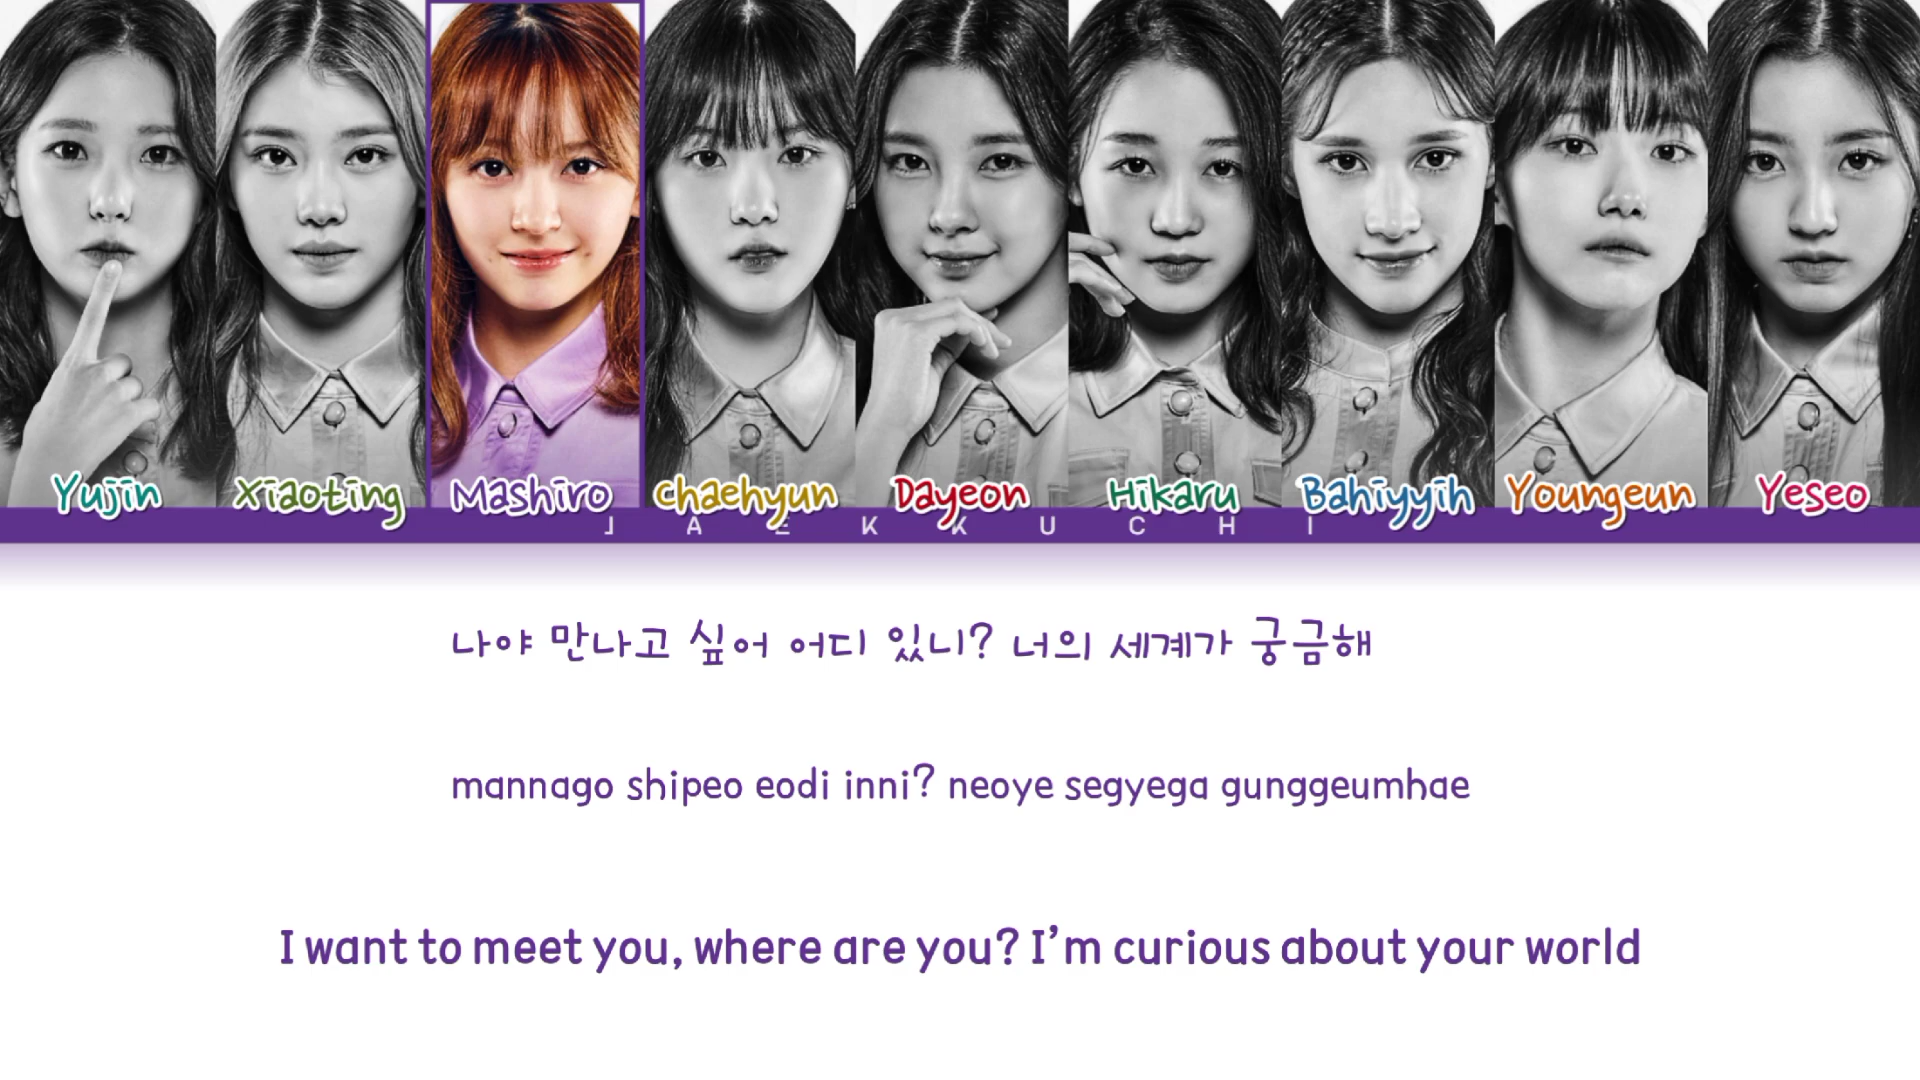 Yujin Xiaoting Mashiro Chaehyun Dayeon Hikaru Bahiyyih Youngeun Yeseo
JAEKKUCHI
나야 만나고 싶어 어디 있니? 너의 세계가 궁금해
mannago shipeo eodi inni? neoye segyega gunggeumhae
I want to meet you, where are you? I'm curious about your world